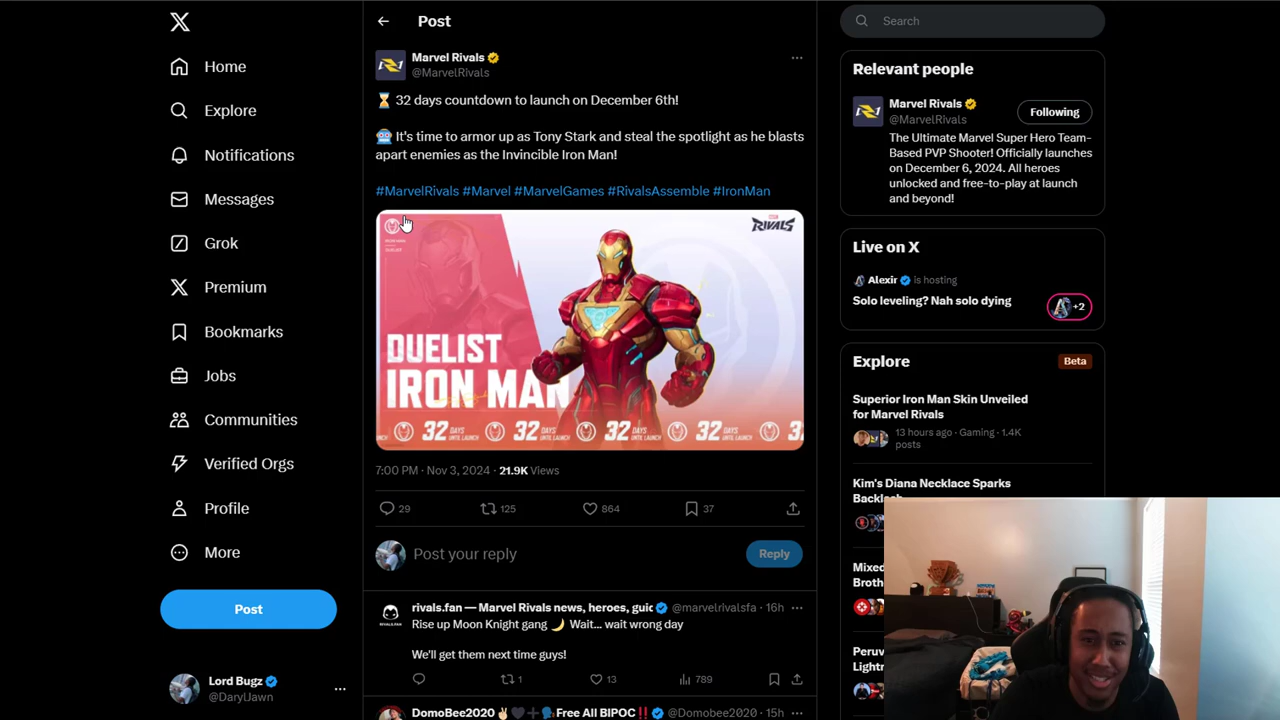 Home
Explore
Notifications
Messages
Grok
Premium
Bookmarks
Jobs
Communities
Verified Orgs
Profile
More
Post
Lord Bugz
@DarylJawn
Post
Marvel Rivals
@MarvelRivals
32 days countdown to launch on December 6th!
It's time to armor up as Tony Stark and steal the spotlight as he blasts
apart enemies as the Invincible Iron Man!
#MarvelRivals #Marvel #MarvelGames #RivalsAssemble #IronMan
RIVALS
DUELIST
IRON MAN
32 DAYS UNTIL LAUNCH 32 DAYS UNTIL LAUNCH 32 DAYS UNTIL LAUNCH 32 DAYS UNTIL LAUNCH
7:00 PM · Nov 3, 2024 · 21.9K Views
29 125 864 37
Post your reply
Reply
rivals.fan — Marvel Rivals news, heroes, guic @marvelrivalsfa · 16h
Rise up Moon Knight gang Wait... wait wrong day
We'll get them next time guys!
1 13 789
DomoBee2020 Free All BIPOC @Domobee2020 · 15h
Search
Relevant people
Marvel Rivals
@MarvelRivals
Following
The Ultimate Marvel Super Hero Team-
Based PVP Shooter! Officially launches
on December 6, 2024. All heroes
unlocked and free-to-play at launch
and beyond!
Live on X
Alexir is hosting
Solo leveling? Nah solo dying
+2
Explore
Beta
Superior Iron Man Skin Unveiled
for Marvel Rivals
13 hours ago · Gaming · 1.4K
posts
Kim's Diana Necklace Sparks
Backlas
Mixed
Broth
Peruv
Lightr